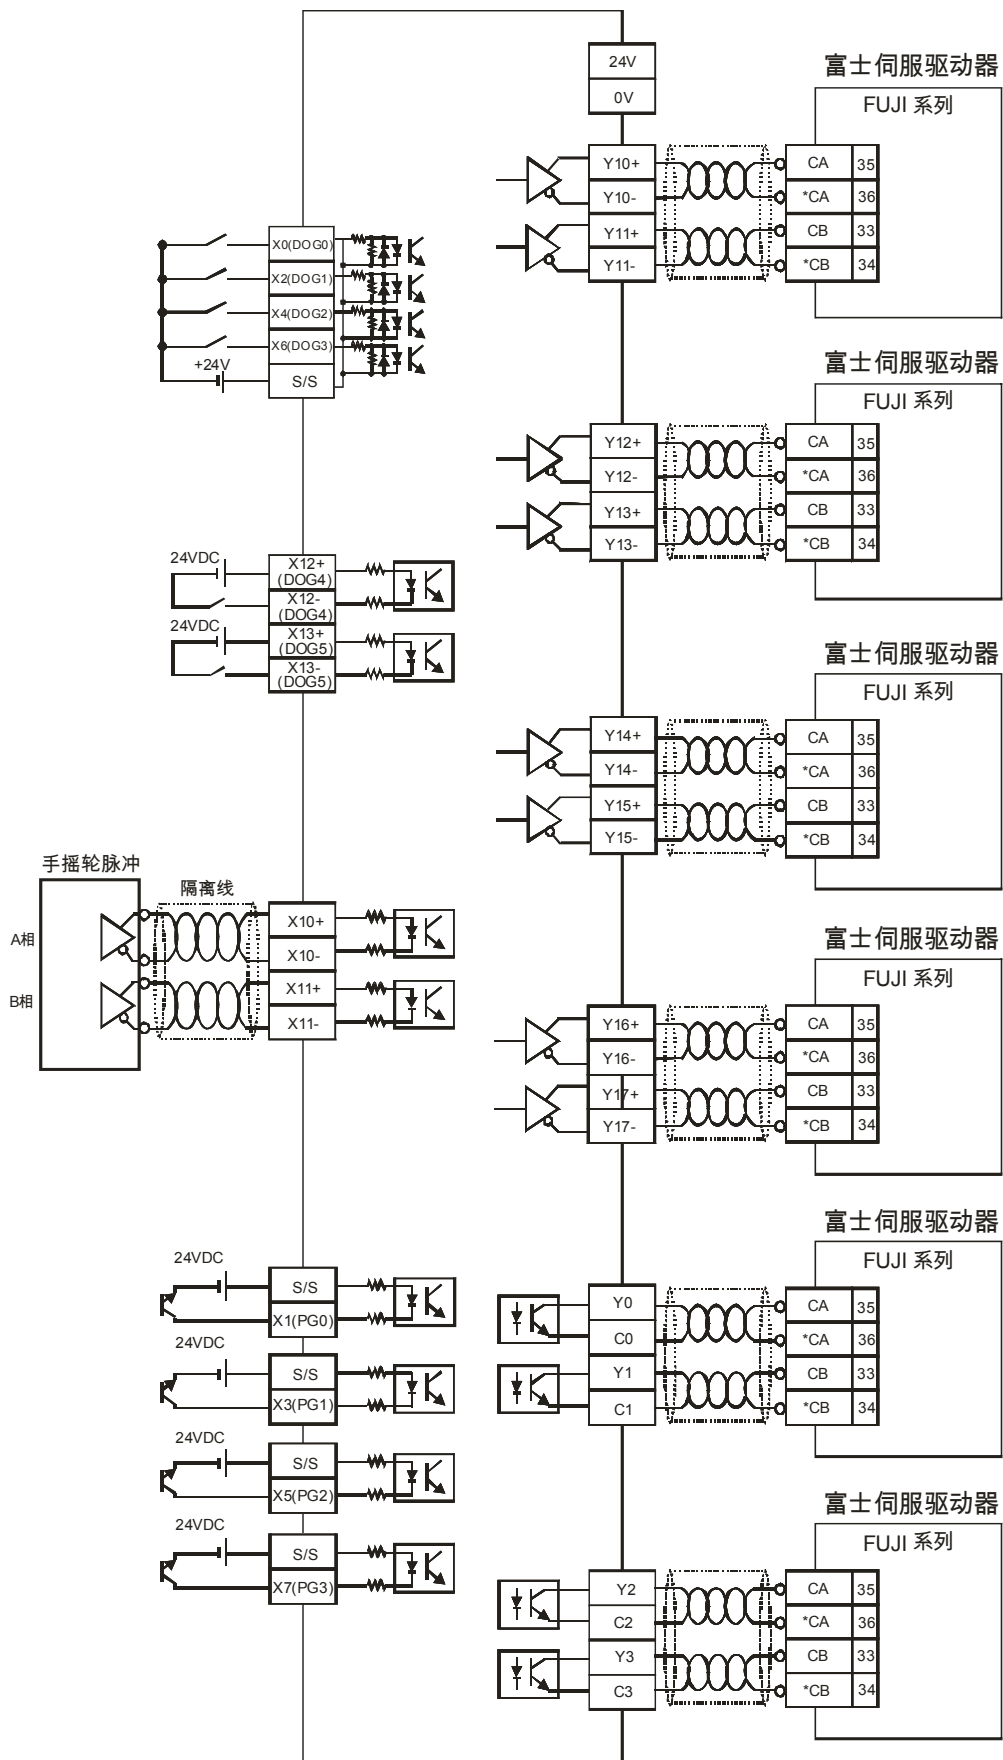 24V
0V
富士伺服驱动器
FUJI 系列
Y10+
Y10-
Y11+
Y11-
CA 35
*CA 36
CB 33
*CB 34
X0(DOG0)
X2(DOG1)
X4(DOG2)
X6(DOG3)
+24V
S/S
富士伺服驱动器
FUJI 系列
Y12+
Y12-
Y13+
Y13-
CA 35
*CA 36
CB 33
*CB 34
24VDC
X12+
(DOG4)
X12-
(DOG4)
24VDC
X13+
(DOG5)
X13-
(DOG5)
富士伺服驱动器
FUJI 系列
Y14+
Y14-
Y15+
Y15-
CA 35
*CA 36
CB 33
*CB 34
手摇轮脉冲
隔离线
A相
B相
X10+
X10-
X11+
X11-
富士伺服驱动器
FUJI 系列
Y16+
Y16-
Y17+
Y17-
CA 35
*CA 36
CB 33
*CB 34
24VDC
S/S
X1(PG0)
24VDC
S/S
X3(PG1)
24VDC
S/S
X5(PG2)
24VDC
S/S
X7(PG3)
富士伺服驱动器
FUJI 系列
Y0
C0
Y1
C1
CA 35
*CA 36
CB 33
*CB 34
富士伺服驱动器
FUJI 系列
Y2
C2
Y3
C3
CA 35
*CA 36
CB 33
*CB 34